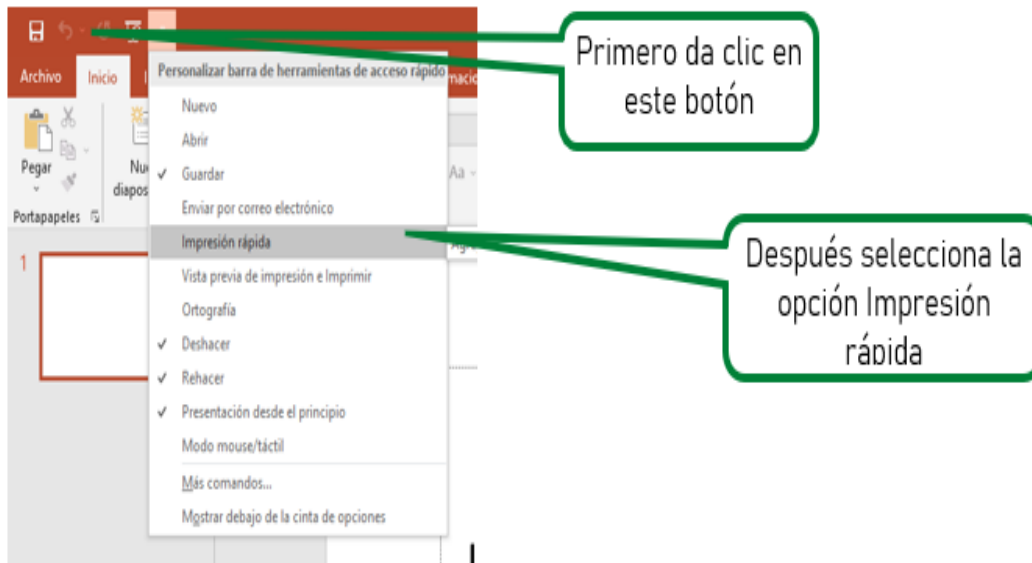 Archivo
Inicio
Personalizar barra de herramientas de acceso rápido
Primero da clic en
este botón
Nuevo
Abrir
Guardar
Enviar por correo electrónico
Impresión rápida
Vista previa de impresión e Imprimir
Ortografía
Deshacer
Rehacer
Presentación desde el principio
Modo mouse/táctil
Más comandos...
Mostrar debajo de la cinta de opciones
Pegar
Nu
diapos
Portapapeles
Aa
1
Después selecciona la
opción Impresión
rápida